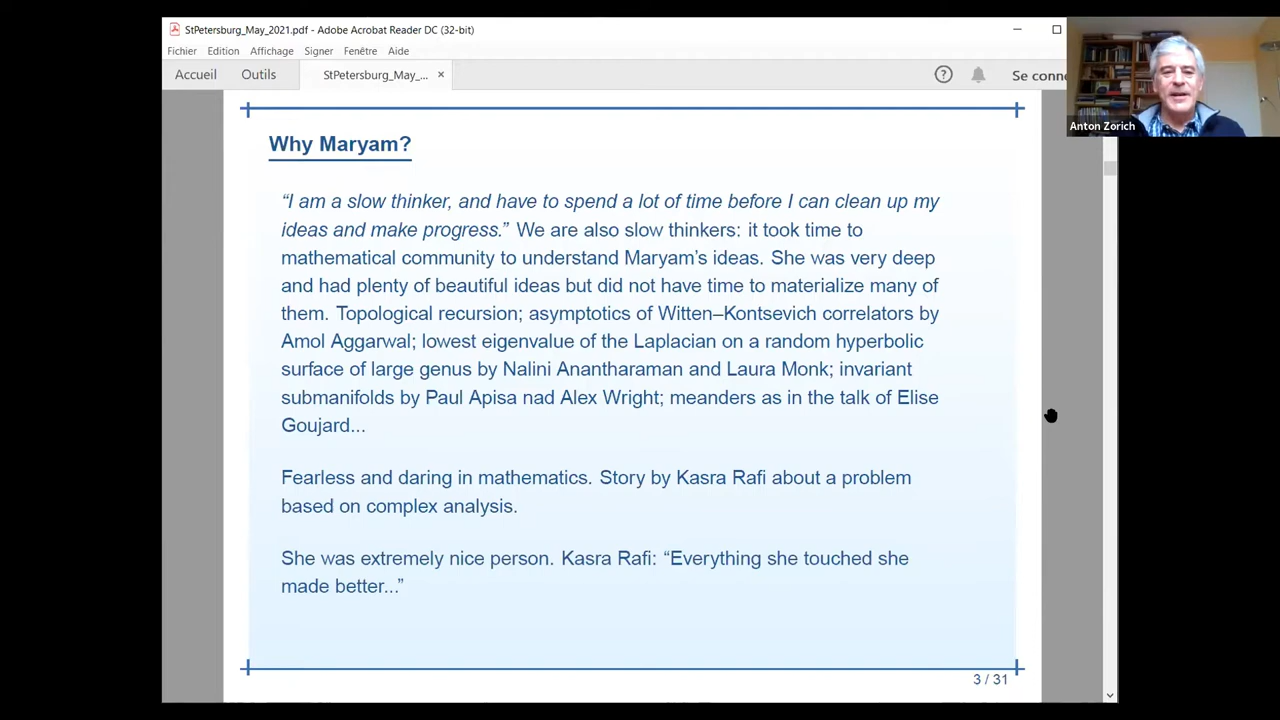 StPetersburg_May_2021.pdf - Adobe Acrobat Reader DC (32-bit)
Fichier Edition Affichage Signer Fenêtre Aide
Accueil Outils StPetersburg_May_... × ? Se conn
Anton Zorich
Why Maryam?
“I am a slow thinker, and have to spend a lot of time before I can clean up my
ideas and make progress.” We are also slow thinkers: it took time to
mathematical community to understand Maryam’s ideas. She was very deep
and had plenty of beautiful ideas but did not have time to materialize many of
them. Topological recursion; asymptotics of Witten–Kontsevich correlators by
Amol Aggarwal; lowest eigenvalue of the Laplacian on a random hyperbolic
surface of large genus by Nalini Anantharaman and Laura Monk; invariant
submanifolds by Paul Apisa nad Alex Wright; meanders as in the talk of Elise
Goujard...
Fearless and daring in mathematics. Story by Kasra Rafi about a problem
based on complex analysis.
She was extremely nice person. Kasra Rafi: “Everything she touched she
made better...”
3 / 31